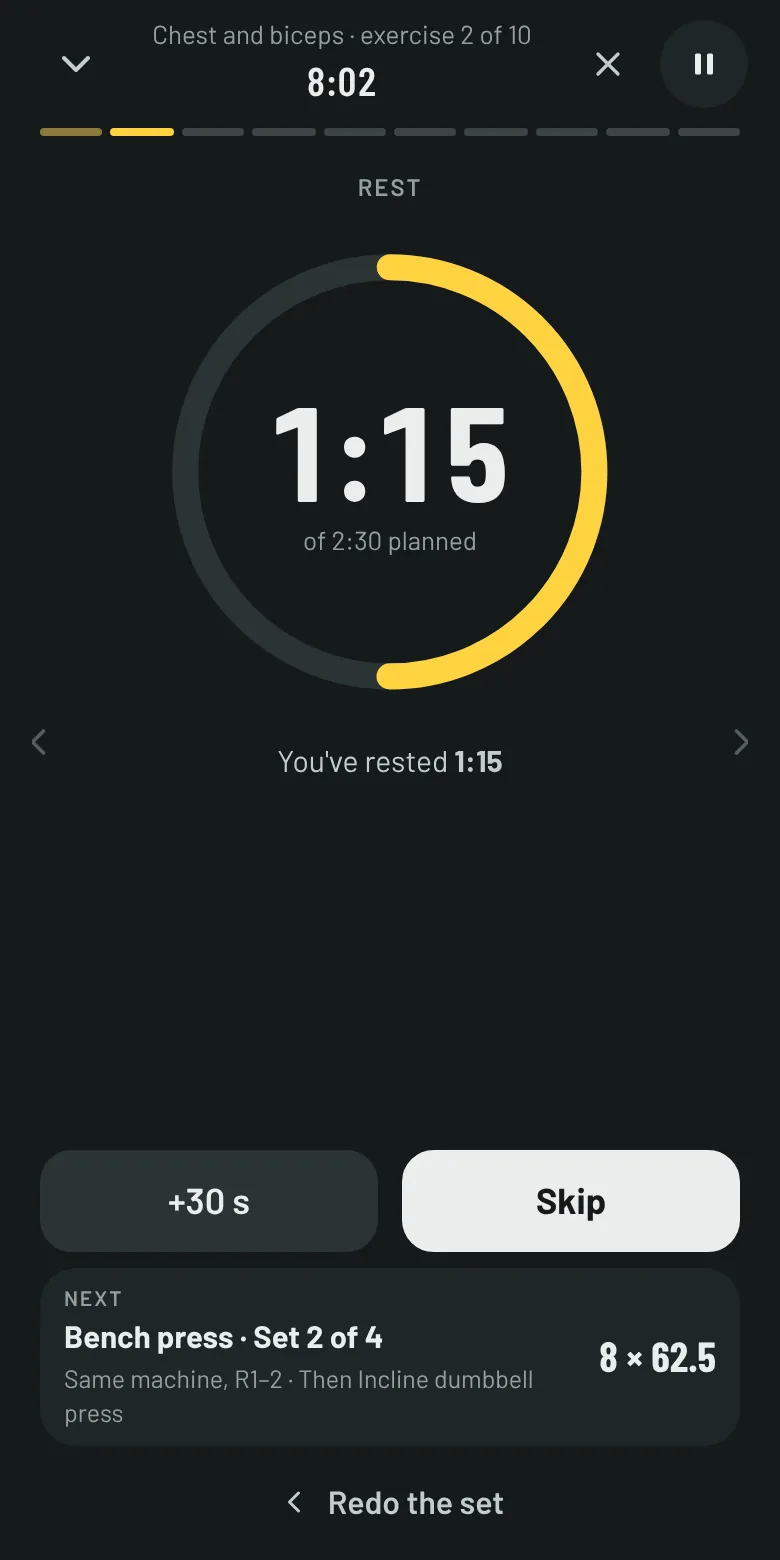 Chest and biceps · exercise 2 of 10
8:02
REST
1:15
of 2:30 planned
You've rested 1:15
+30 s
Skip
NEXT
Bench press · Set 2 of 4
8 × 62.5
Same machine, R1–2 · Then Incline dumbbell
press
Redo the set